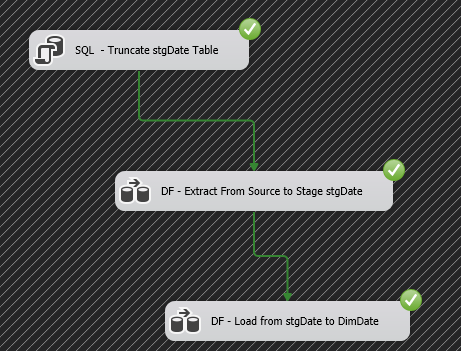 SQL  - Truncate stgDate Table
DF - Extract From Source to Stage stgDate
DF - Load from stgDate to DimDate